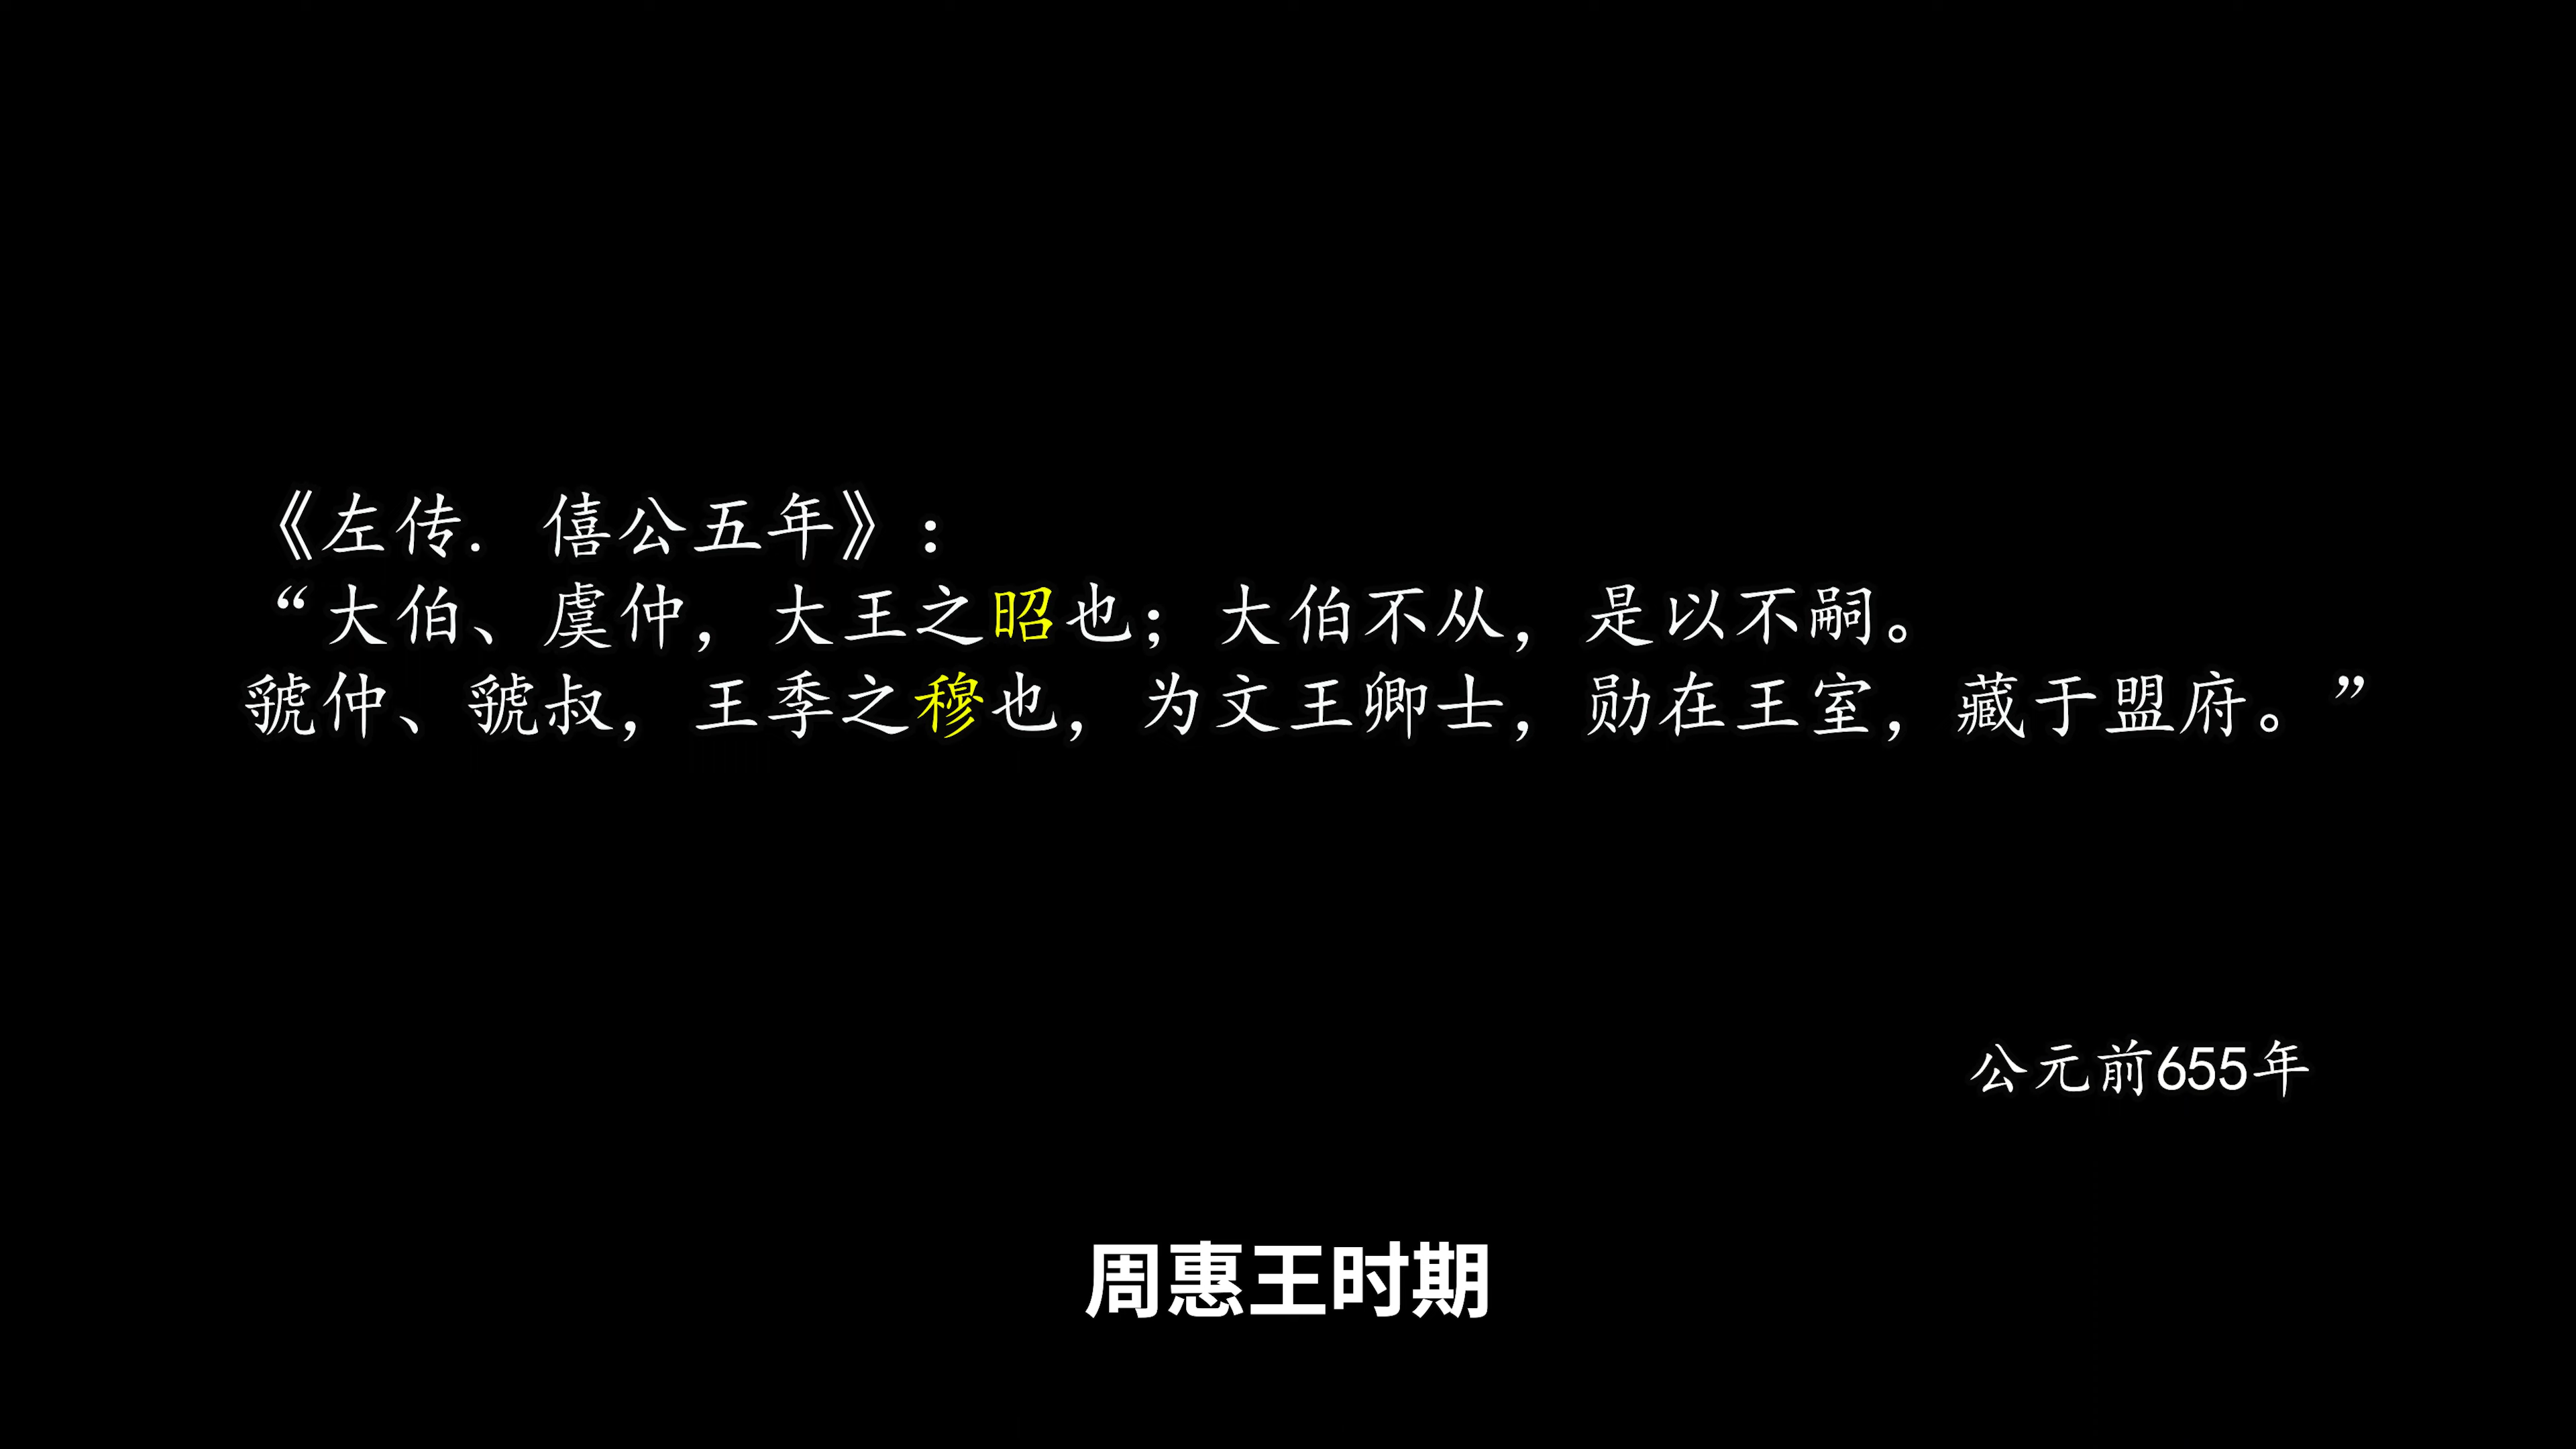 《左传. 僖公五年》：
“大伯、虞仲，大王之昭也；大伯不从，是以不嗣。
虢仲、虢叔，王季之穆也，为文王卿士，勋在王室，藏于盟府。”
公元前655年
周惠王时期